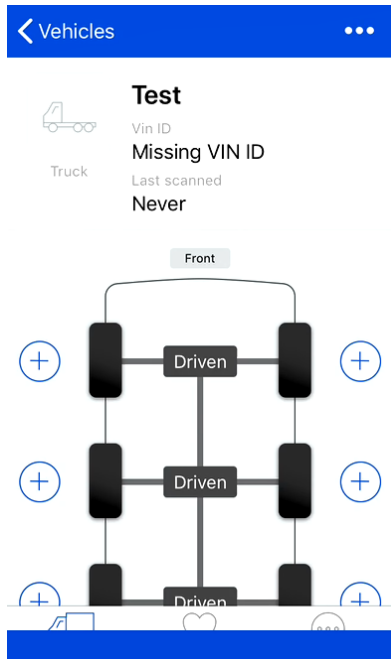 Vehicles
Test
Vin ID
Missing VIN ID
Truck
Last scanned
Never
Front
Driven
Driven
Driven